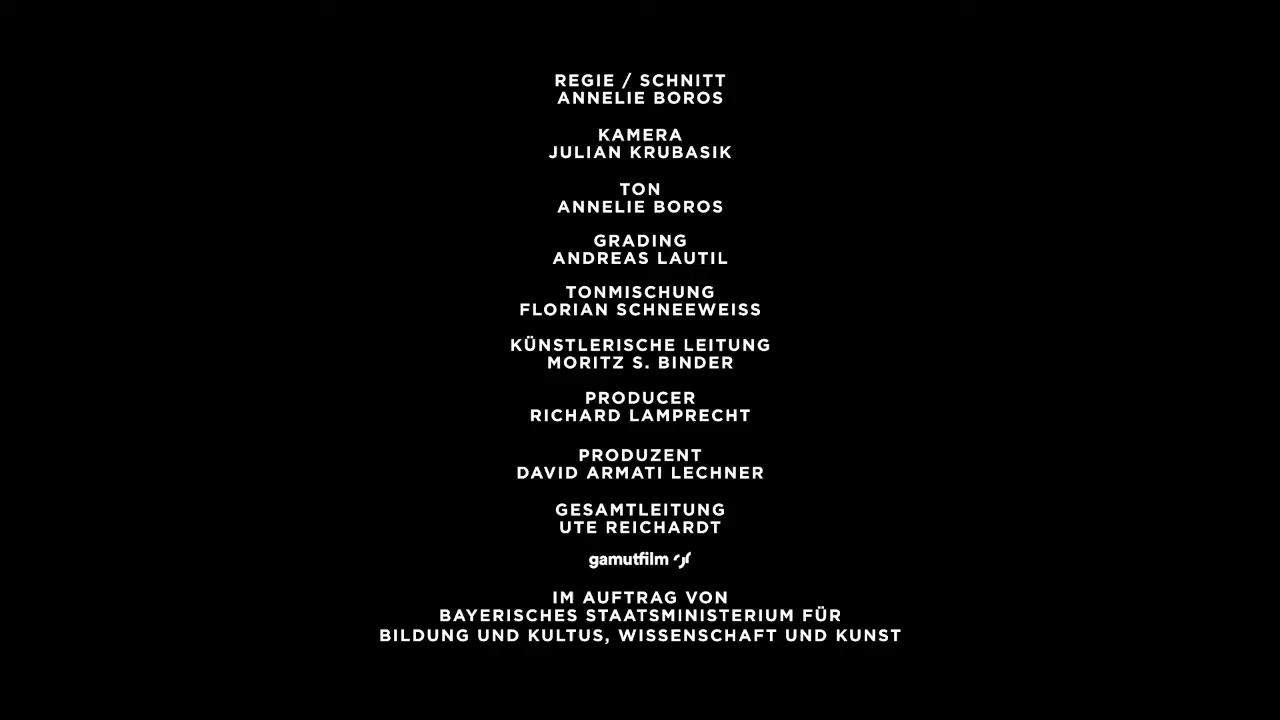 REGIE / SCHNITT
ANNELIE BOROS
KAMERA
JULIAN KRUBASIK
TON
ANNELIE BOROS
GRADING
ANDREAS LAUTIL
TONMISCHUNG
FLORIAN SCHNEEWEISS
KÜNSTLERISCHE LEITUNG
MORITZ S. BINDER
PRODUCER
RICHARD LAMPRECHT
PRODUZENT
DAVID ARMATI LECHNER
GESAMTLEITUNG
UTE REICHARDT
gamutfilm gf
IM AUFTRAG VON
BAYERISCHES STAATSMINISTERIUM FÜR
BILDUNG UND KULTUS, WISSENSCHAFT UND KUNST